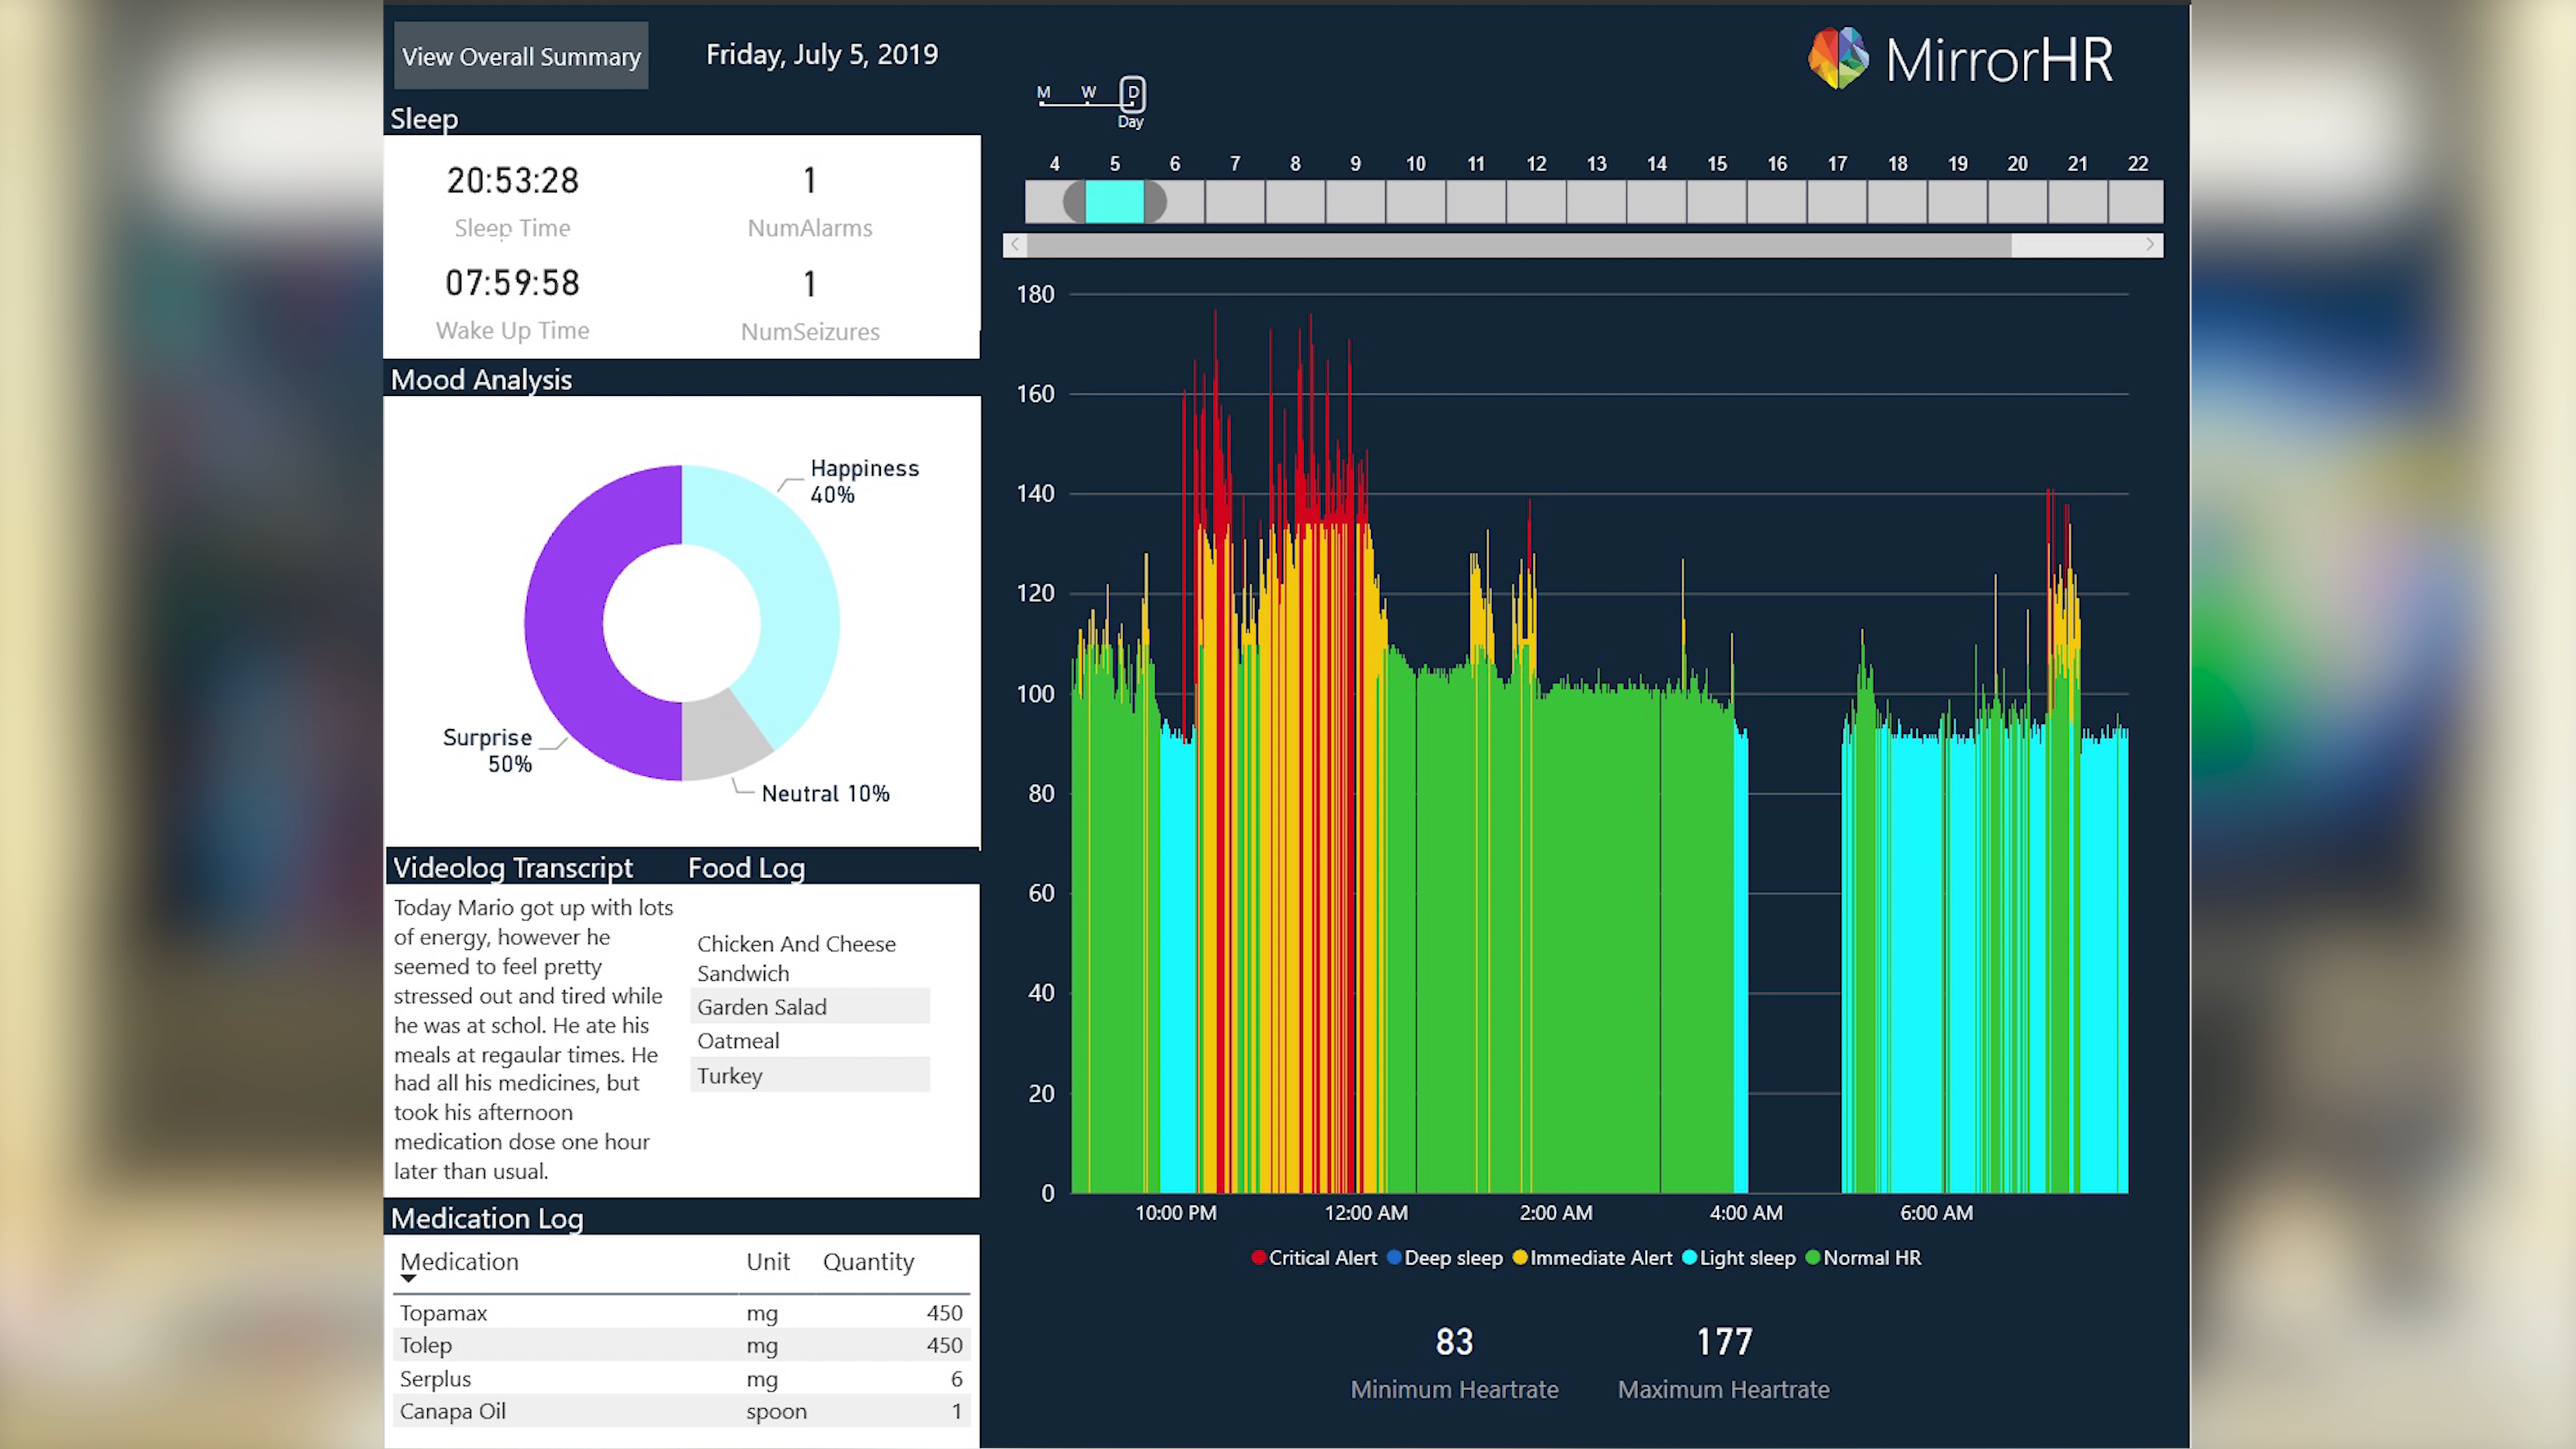 View Overall Summary
Friday, July 5, 2019
MirrorHR
M W D
Day
Sleep
20:53:28
Sleep Time
1
NumAlarms
07:59:58
Wake Up Time
1
NumSeizures
4 5 6 7 8 9 10 11 12 13 14 15 16 17 18 19 20 21 22
Mood Analysis
Happiness
40%
Surprise
50%
Neutral 10%
Videolog Transcript
Today Mario got up with lots
of energy, however he
seemed to feel pretty
stressed out and tired while
he was at schol. He ate his
meals at regaular times. He
had all his medicines, but
took his afternoon
medication dose one hour
later than usual.
Food Log
Chicken And Cheese
Sandwich
Garden Salad
Oatmeal
Turkey
Medication Log
Medication Unit Quantity
Topamax mg 450
Tolep mg 450
Serplus mg 6
Canapa Oil spoon 1
180
160
140
120
100
80
60
40
20
0
10:00 PM 12:00 AM 2:00 AM 4:00 AM 6:00 AM
Critical Alert Deep sleep Immediate Alert Light sleep Normal HR
83
Minimum Heartrate
177
Maximum Heartrate